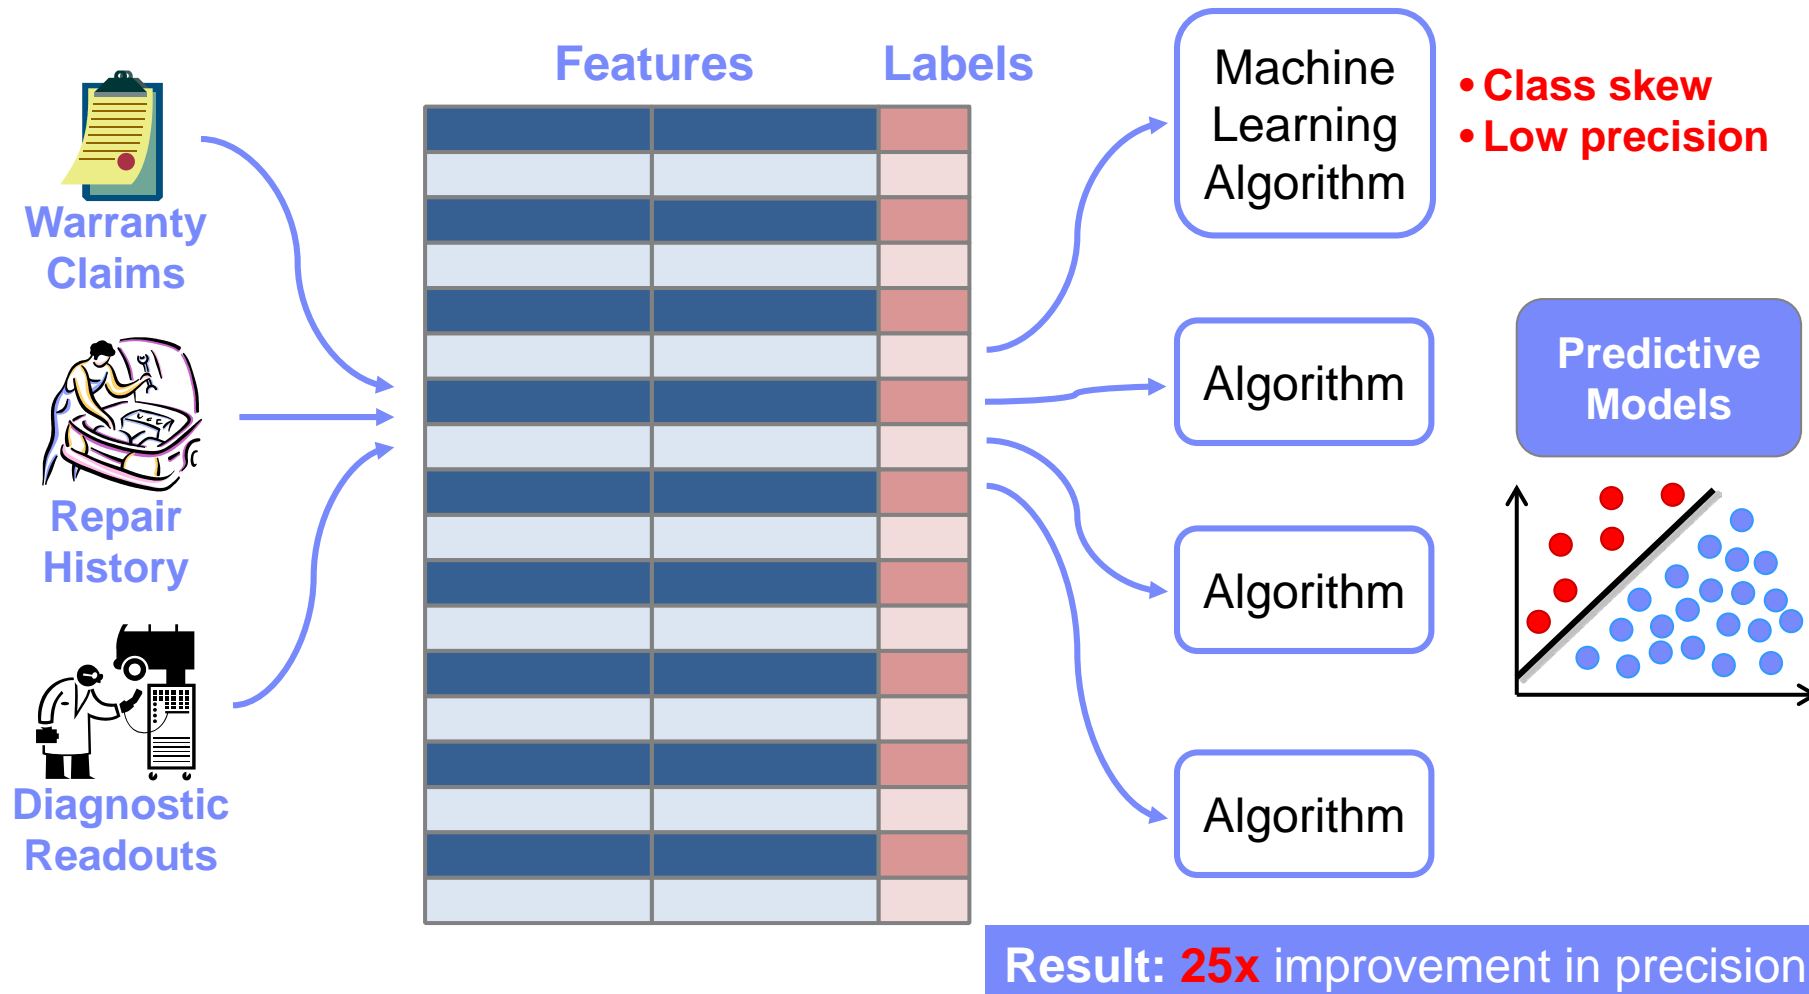 Features
Labels
Warranty
Claims
Repair
History
Diagnostic
Readouts
Machine
Learning
Algorithm
• Class skew
• Low precision
Algorithm
Algorithm
Algorithm
Predictive
Models
Result: 25x improvement in precision